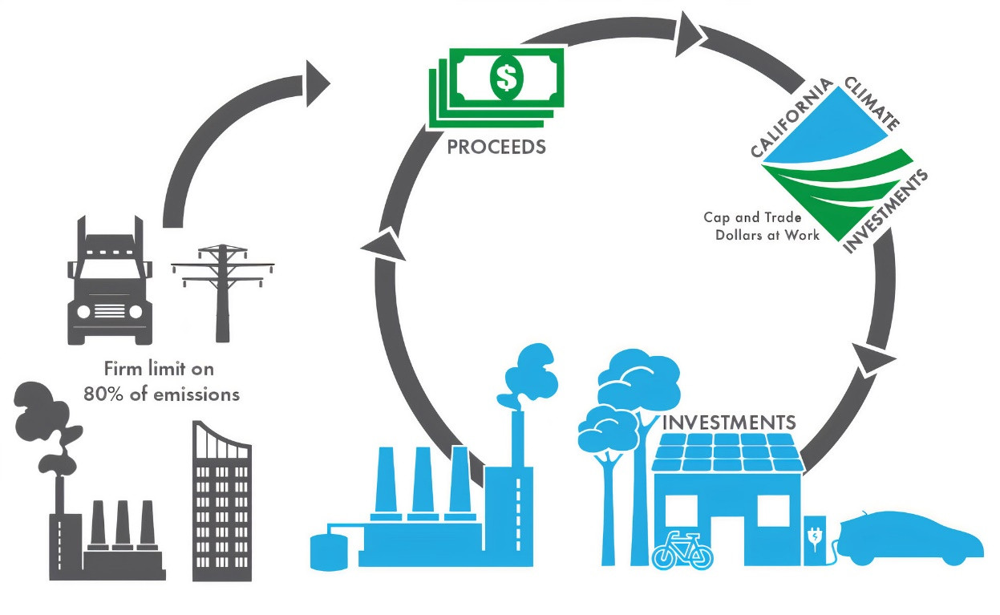 PROCEEDS
$
CALIFORNIA
CLIMATE
INVESTMENTS
Cap and Trade
Dollars at Work
Firm limit on
80% of emissions
INVESTMENTS